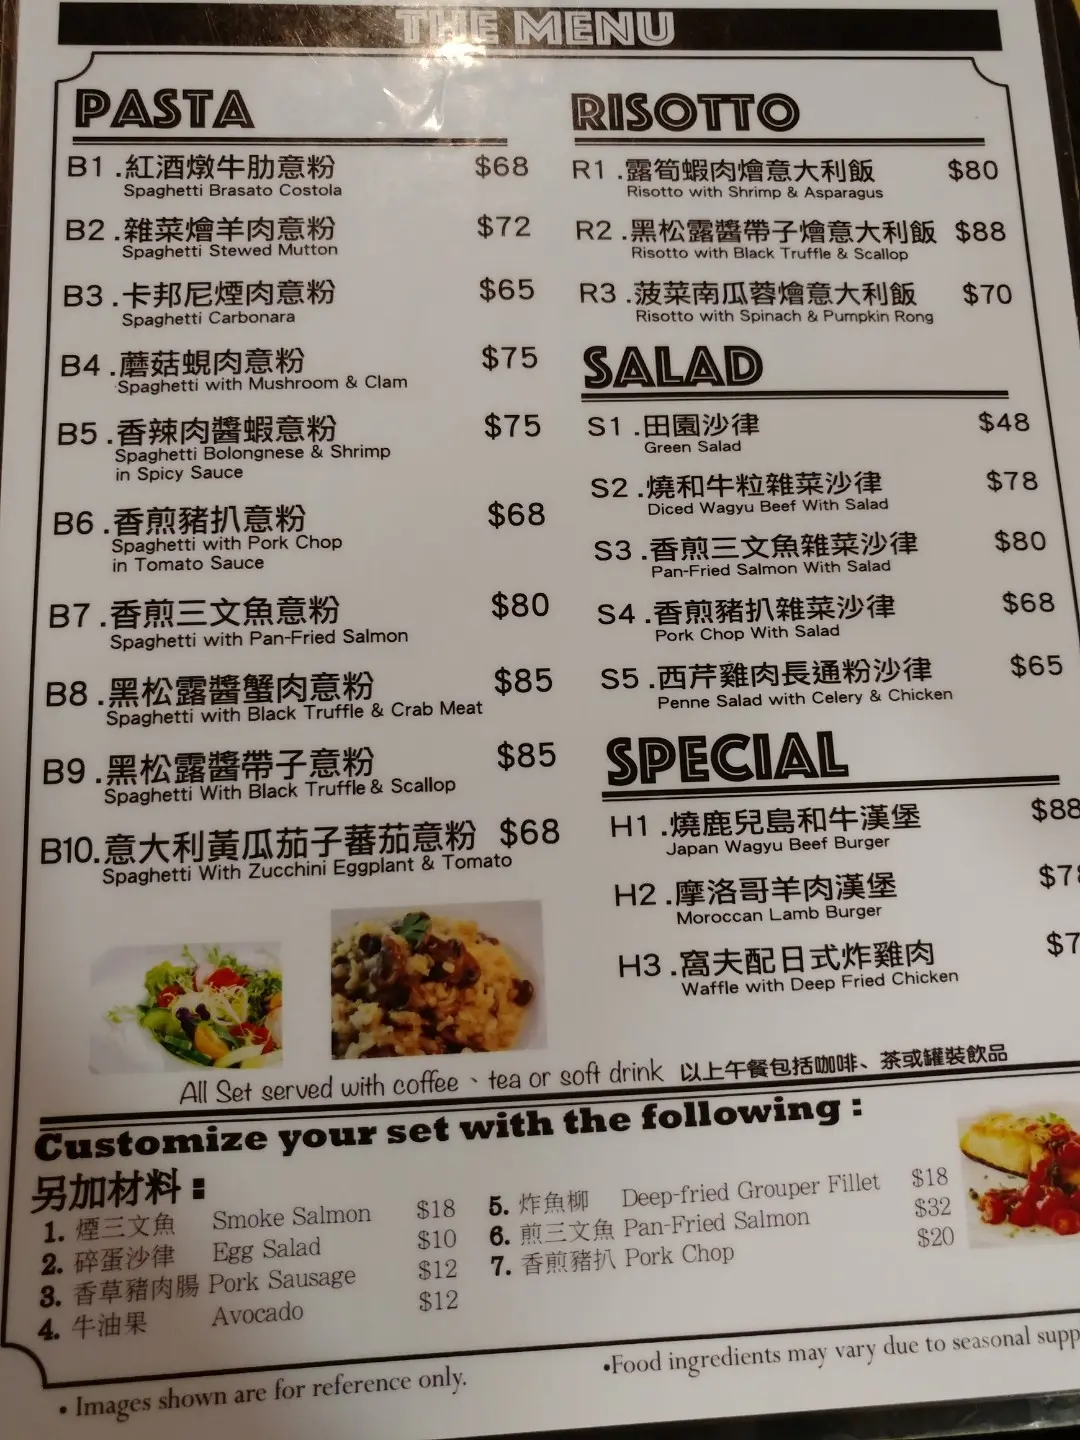 THE MENU
PASTA
B1.紅酒燉牛肋意粉 $68
Spaghetti Brasato Costola
B2.雜菜燴羊肉意粉 $72
Spaghetti Stewed Mutton
B3.卡邦尼煙肉意粉 $65
Spaghetti Carbonara
B4.蘑菇蜆肉意粉 $75
Spaghetti with Mushroom & Clam
B5.香辣肉醬蝦意粉 $75
Spaghetti Bolongnese & Shrimp
in Spicy Sauce
B6.香煎豬扒意粉 $68
Spaghetti with Pork Chop
in Tomato Sauce
B7.香煎三文魚意粉 $80
Spaghetti with Pan-Fried Salmon
B8.黑松露醬蟹肉意粉 $85
Spaghetti with Black Truffle & Crab Meat
B9.黑松露醬帶子意粉 $85
Spaghetti With Black Truffle & Scallop
B10.意大利黃瓜茄子蕃茄意粉 $68
Spaghetti With Zucchini Eggplant & Tomato
RISOTTO
R1.露筍蝦肉燴意大利飯 $80
Risotto with Shrimp & Asparagus
R2.黑松露醬帶子燴意大利飯 $88
Risotto with Black Truffle & Scallop
R3.菠菜南瓜蓉燴意大利飯 $70
Risotto with Spinach & Pumpkin Rong
SALAD
S1.田園沙律 $48
Green Salad
S2.燒和牛粒雜菜沙律 $78
Diced Wagyu Beef With Salad
S3.香煎三文魚雜菜沙律 $80
Pan-Fried Salmon With Salad
S4.香煎豬扒雜菜沙律 $68
Pork Chop With Salad
S5.西芹雞肉長通粉沙律 $65
Penne Salad with Celery & Chicken
SPECIAL
H1.燒鹿兒島和牛漢堡 $88
Japan Wagyu Beef Burger
H2.摩洛哥羊肉漢堡 $78
Moroccan Lamb Burger
H3.窩夫配日式炸雞肉 $7
Waffle with Deep Fried Chicken
All Set served with coffee、tea or soft drink 以上午餐包括咖啡、茶或罐裝飲品
Customize your set with the following:
另加材料:
1. 煙三文魚 Smoke Salmon $18
2. 碎蛋沙律 Egg Salad $10
3. 香草豬肉腸 Pork Sausage $12
4. 牛油果 Avocado $12
5. 炸魚柳 Deep-fried Grouper Fillet $18
6. 煎三文魚 Pan-Fried Salmon $32
7. 香煎豬扒 Pork Chop $20
• Images shown are for reference only.
•Food ingredients may vary due to seasonal supp